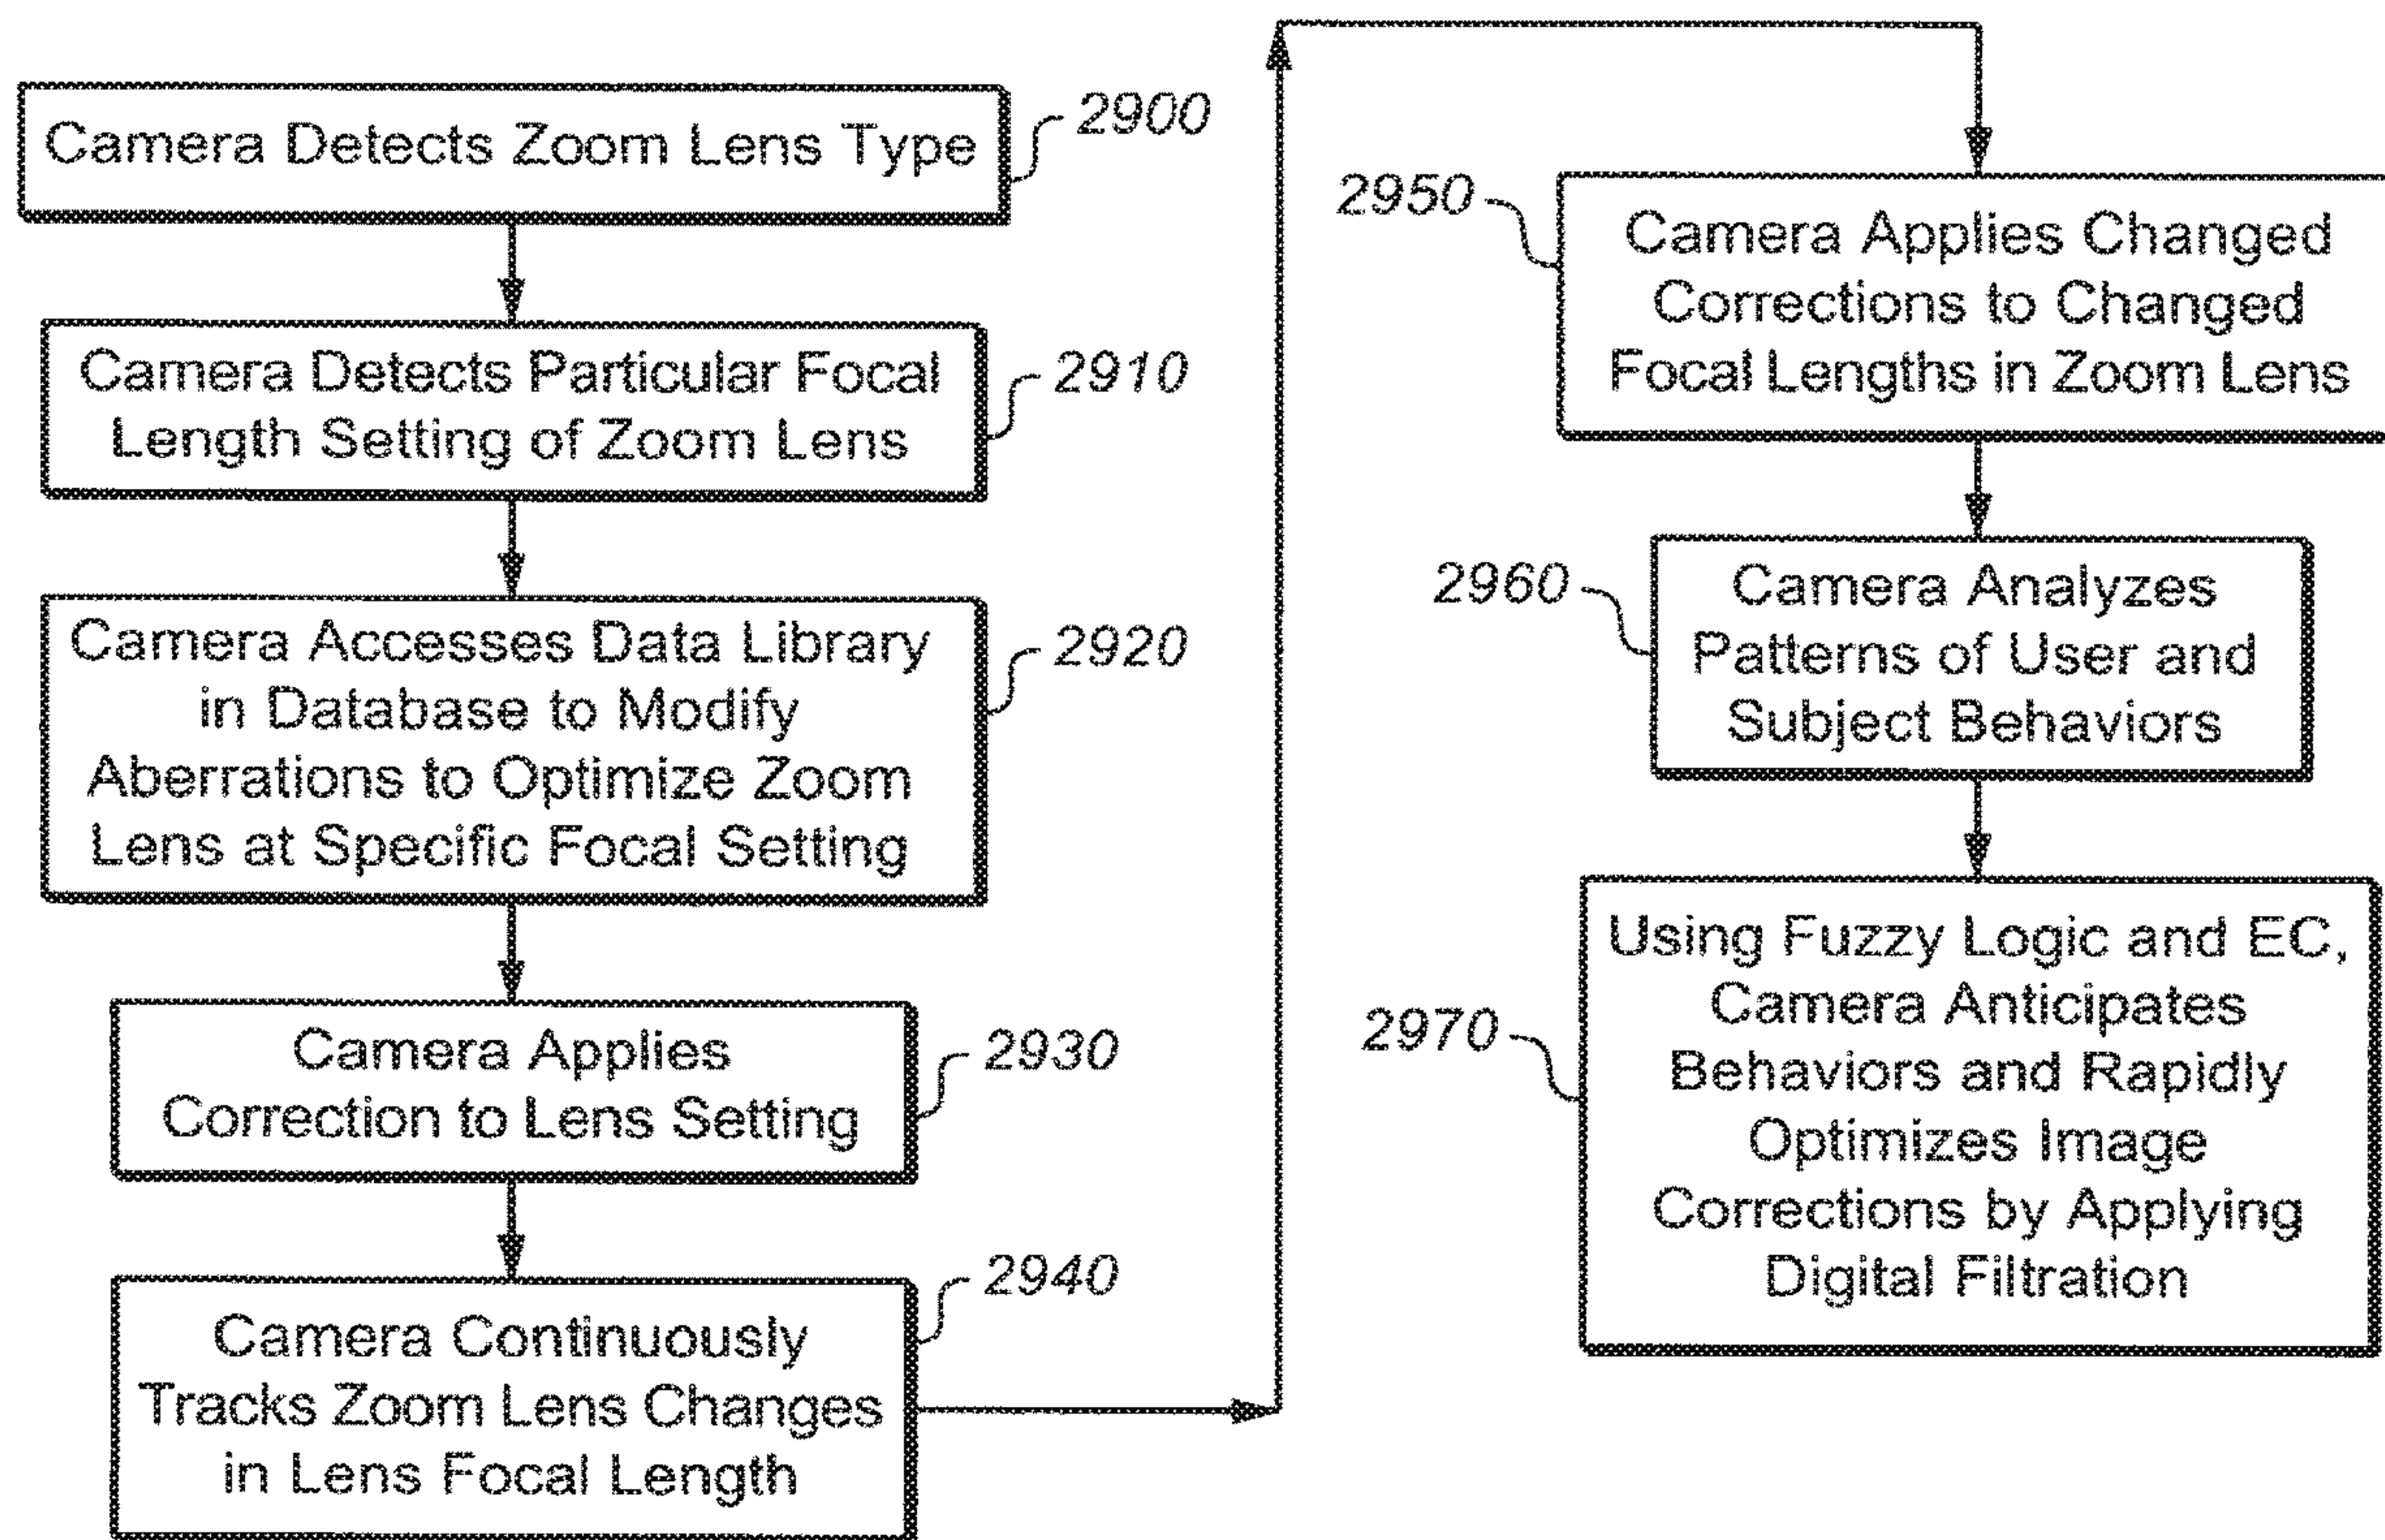 Camera Detects Zoom Lens Type
2900
Camera Detects Particular Focal
Length Setting of Zoom Lens
2910
Camera Accesses Data Library
in Database to Modify
Aberrations to Optimize Zoom
Lens at Specific Focal Setting
2920
Camera Applies
Correction to Lens Setting
2930
Camera Continuously
Tracks Zoom Lens Changes
in Lens Focal Length
2940
2950
Camera Applies Changed
Corrections to Changed
Focal Lengths in Zoom Lens
2960
Camera Analyzes
Patterns of User and
Subject Behaviors
2970
Using Fuzzy Logic and EC,
Camera Anticipates
Behaviors and Rapidly
Optimizes Image
Corrections by Applying
Digital Filtration